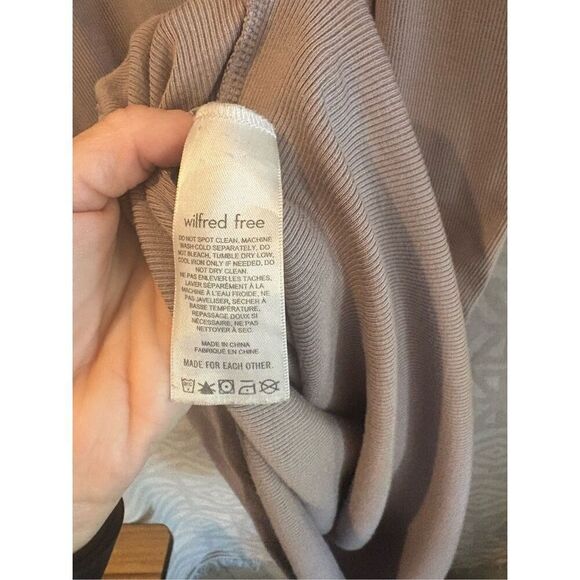 wilfred free
DO NOT SPOT CLEAN, MACHINE
WASH COLD SEPARATELY, DO
NOT BLEACH, TUMBLE DRY LOW,
COOL IRON ONLY IF NEEDED, DO
NOT DRY CLEAN.
NE PAS ENLEVER LES TACHES,
LAVER SÉPARÉMENT À LA
MACHINE À L'EAU FROIDE, NE
PAS JAVELISER, SÉCHER À
BASSE TEMPÉRATURE,
REPASSAGE DOUX SI
NÉCESSAIRE, NE PAS
NETTOYER À SEC.
MADE IN CHINA
FABRIQUÉ EN CHINE
MADE FOR EACH OTHER.